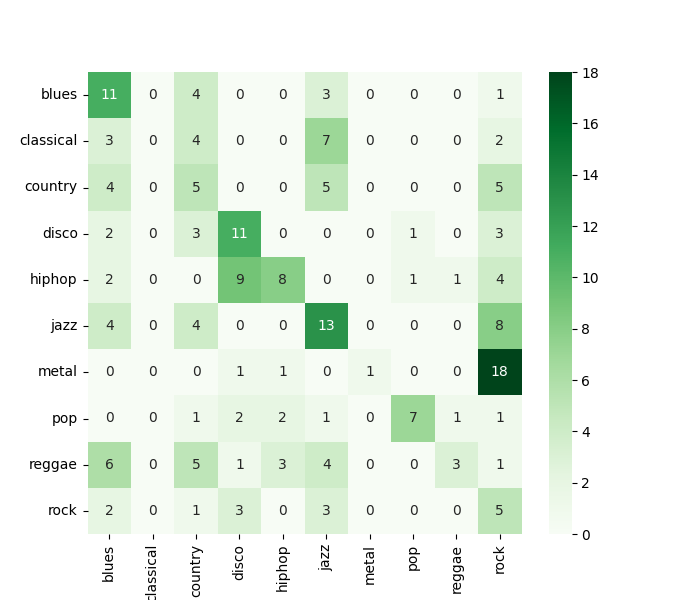 blues 11 0 4 0 0 3 0 0 0 1
classical 3 0 4 0 0 7 0 0 0 2
country 4 0 5 0 0 5 0 0 0 5
disco 2 0 3 11 0 0 0 1 0 3
hiphop 2 0 0 9 8 0 0 1 1 4
jazz 4 0 4 0 0 13 0 0 0 8
metal 0 0 0 1 1 0 1 0 0 18
pop 0 0 1 2 2 1 0 7 1 1
reggae 6 0 5 1 3 4 0 0 3 1
rock 2 0 1 3 0 3 0 0 0 5
blues classical country disco hiphop jazz metal pop reggae rock
18
16
14
12
10
8
6
4
2
0